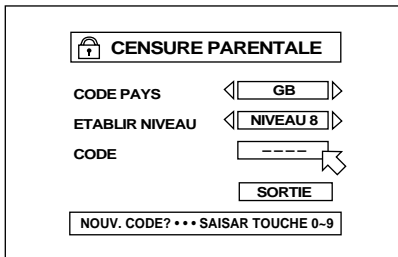 CENSURE PARENTALE
CODE PAYS GB
ETABLIR NIVEAU NIVEAU 8
CODE – – – –
SORTIE
NOUV. CODE? • • • SAISAR TOUCHE 0~9